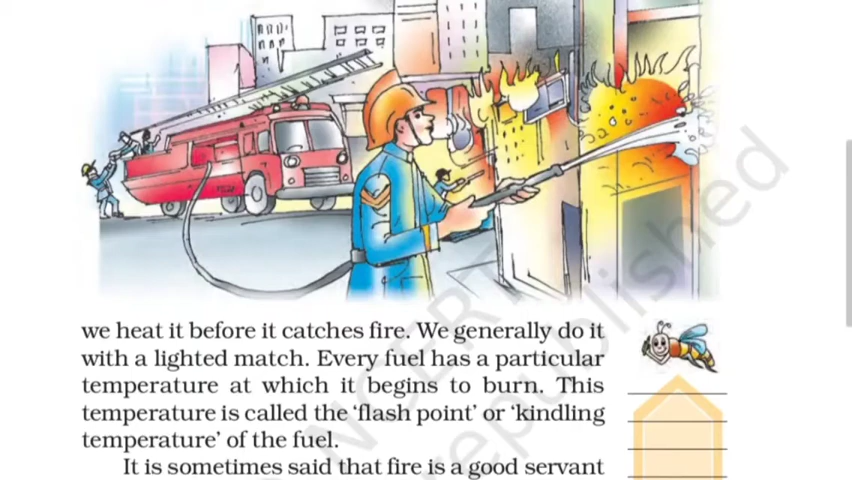 we heat it before it catches fire. We generally do it
with a lighted match. Every fuel has a particular
temperature at which it begins to burn. This
temperature is called the ‘flash point’ or ‘kindling
temperature’ of the fuel.
It is sometimes said that fire is a good servant